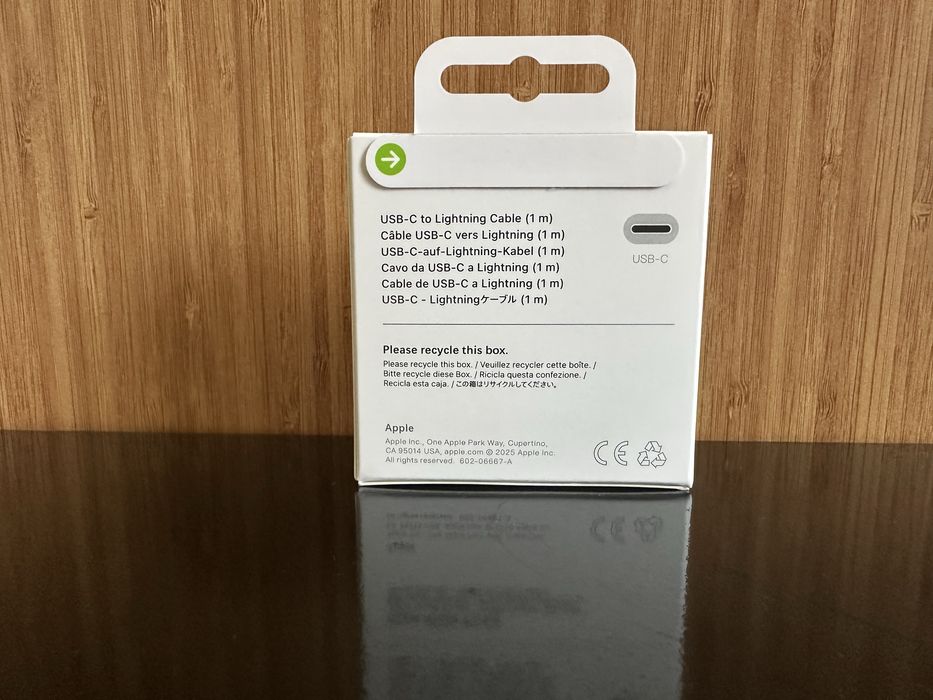 USB-C to Lightning Cable (1 m)
Câble USB-C vers Lightning (1 m)
USB-C-auf-Lightning-Kabel (1 m)
Cavo da USB-C a Lightning (1 m)
Cable de USB-C a Lightning (1 m)
USB-C - Lightningケーブル (1 m)
USB-C
Please recycle this box.
Please recycle this box. / Veuillez recycler cette boîte. /
Bitte recycle diese Box. / Ricicla questa confezione. /
Recicla esta caja. / この箱はリサイクルしてください。
Apple
Apple Inc., One Apple Park Way, Cupertino,
CA 95014 USA, apple.com © 2025 Apple Inc.
All rights reserved. 602-06667-A
CE